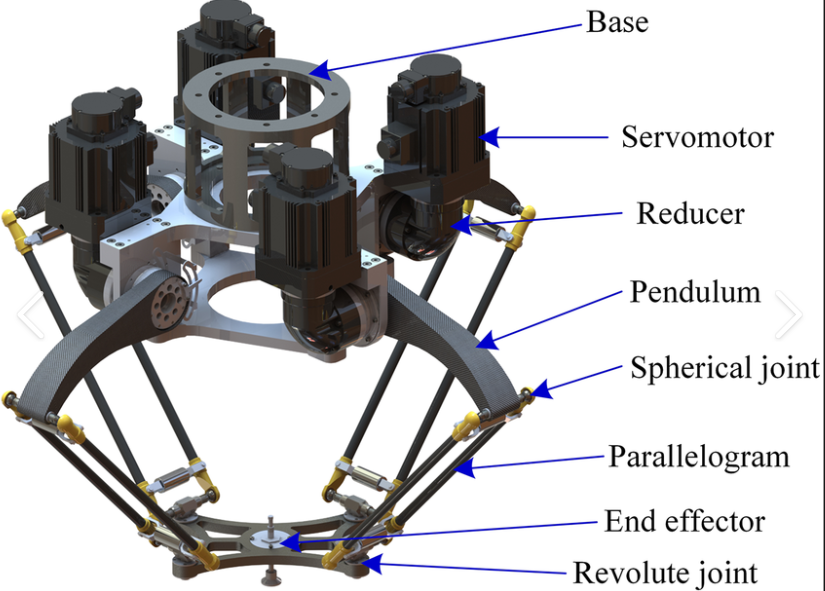 Base
Servomotor
Reducer
Pendulum
Spherical joint
Parallelogram
End effector
Revolute joint